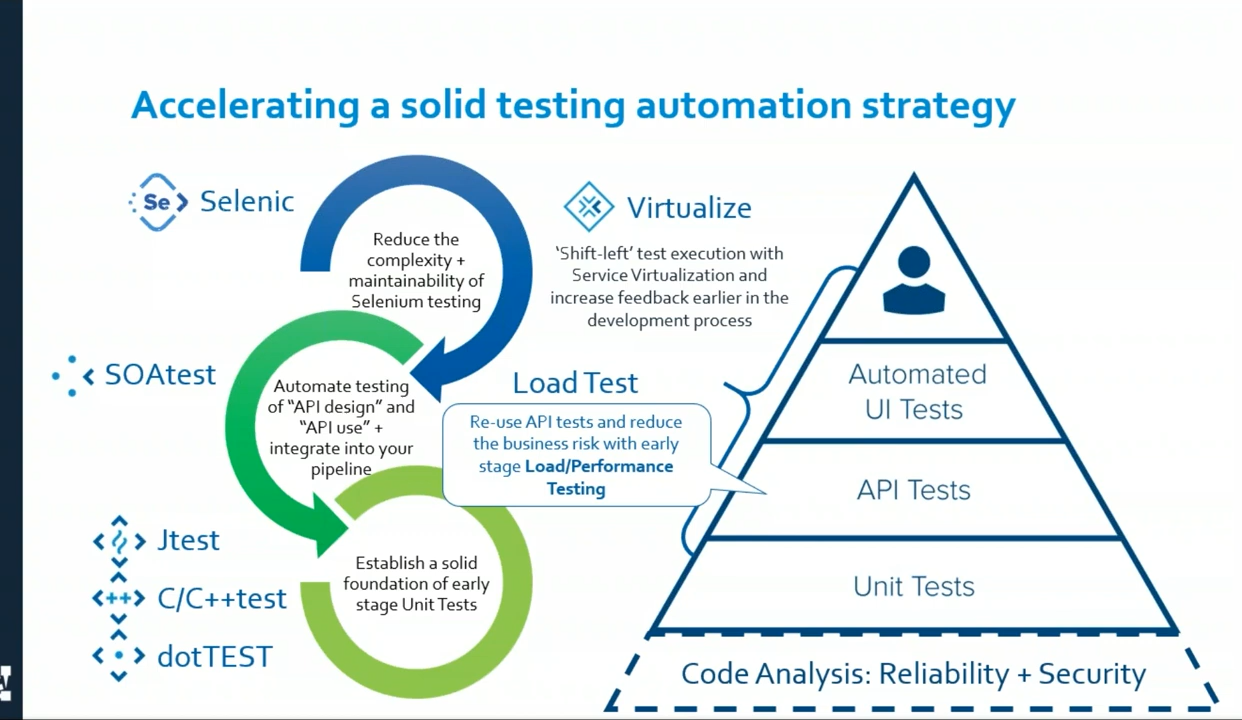 Accelerating a solid testing automation strategy
Se
Selenic
Reduce the
complexity +
maintainability of
Selenium testing
Virtualize
‘Shift-left’ test execution with
Service Virtualization and
increase feedback earlier in the
development process
SOAtest
Automate testing
of “API design” and
“API use” +
integrate into your
pipeline
Load Test
Re-use API tests and reduce
the business risk with early
stage Load/Performance
Testing
Jtest
C/C++test
dotTEST
Establish a solid
foundation of early
stage Unit Tests
Automated
UI Tests
API Tests
Unit Tests
Code Analysis: Reliability + Security